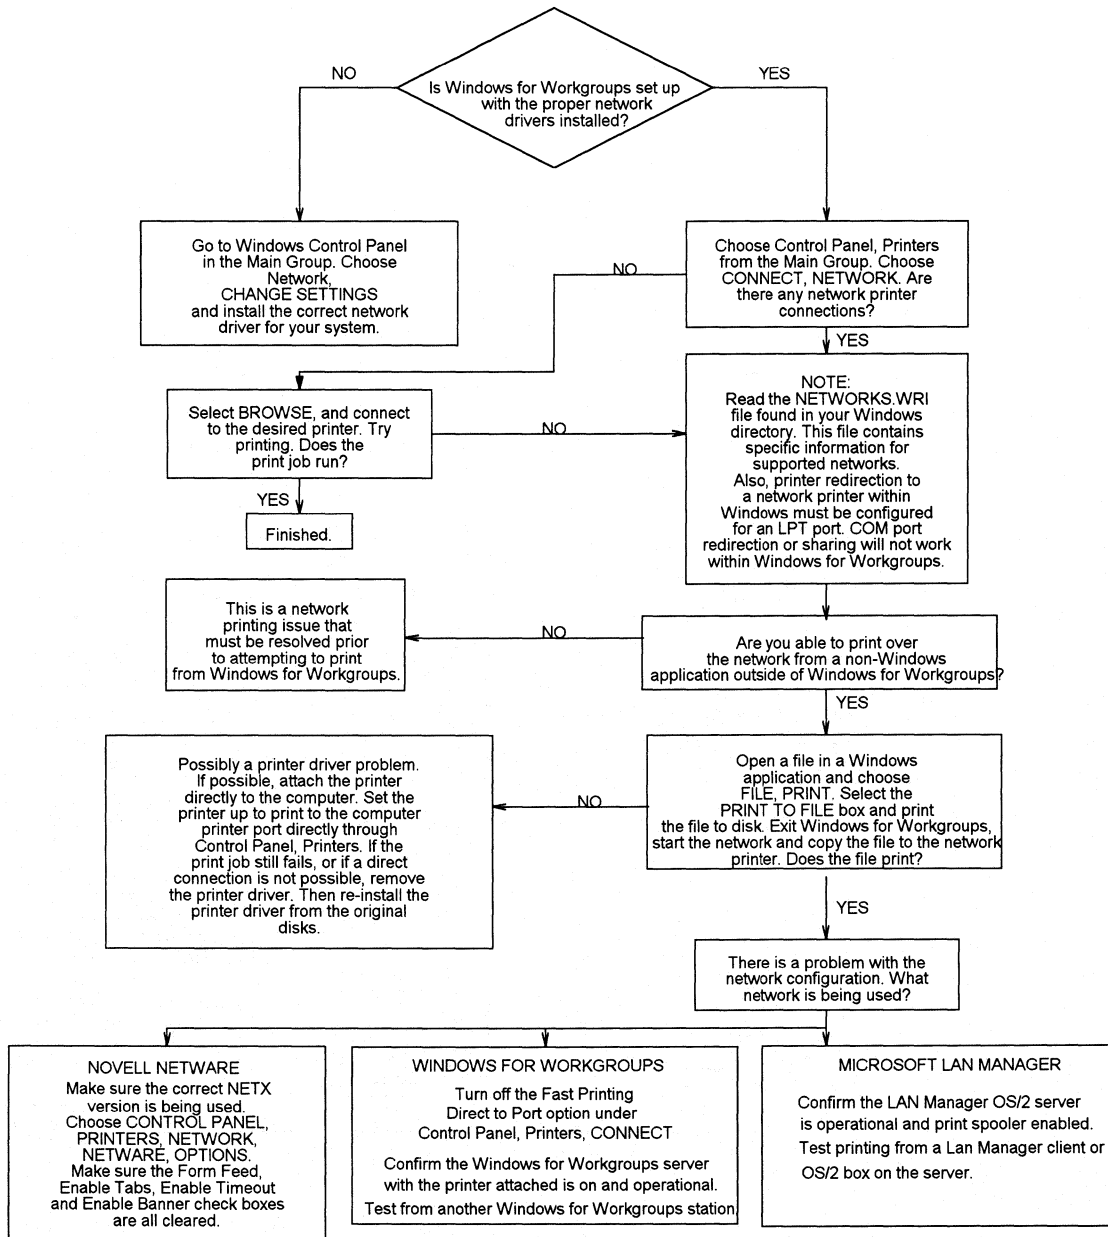 NO
YES
Is Windows for Workgroups set up
with the proper network
drivers installed?
Go to Windows Control Panel
in the Main Group. Choose
Network,
CHANGE SETTINGS
and install the correct network
driver for your system.
Choose Control Panel, Printers
from the Main Group. Choose
CONNECT, NETWORK. Are
there any network printer
connections?
NO
YES
Select BROWSE, and connect
to the desired printer. Try
printing. Does the
print job run?
NO
YES
Finished.
NOTE:
Read the NETWORKS.WRI
file found in your Windows
directory. This file contains
specific information for
supported networks.
Also, printer redirection to
a network printer within
Windows must be configured
for an LPT port. COM port
redirection or sharing will not work
within Windows for Workgroups.
This is a network
printing issue that
must be resolved prior
to attempting to print
from Windows for Workgroups.
NO
Are you able to print over
the network from a non-Windows
application outside of Windows for Workgroups?
YES
Possibly a printer driver problem.
If possible, attach the printer
directly to the computer. Set the
printer up to print to the computer
printer port directly through
Control Panel, Printers. If the
print job still fails, or if a direct
connection is not possible, remove
the printer driver. Then re-install the
printer driver from the original
disks.
NO
Open a file in a Windows
application and choose
FILE, PRINT. Select the
PRINT TO FILE box and print
the file to disk. Exit Windows for Workgroups,
start the network and copy the file to the network
printer. Does the file print?
YES
There is a problem with the
network configuration. What
network is being used?
NOVELL NETWARE
Make sure the correct NETX
version is being used.
Choose CONTROL PANEL,
PRINTERS, NETWORK,
NETWARE, OPTIONS.
Make sure the Form Feed,
Enable Tabs, Enable Timeout
and Enable Banner check boxes
are all cleared.
WINDOWS FOR WORKGROUPS
Turn off the Fast Printing
Direct to Port option under
Control Panel, Printers, CONNECT
Confirm the Windows for Workgroups server
with the printer attached is on and operational.
Test from another Windows for Workgroups station.
MICROSOFT LAN MANAGER
Confirm the LAN Manager OS/2 server
is operational and print spooler enabled.
Test printing from a Lan Manager client or
OS/2 box on the server.